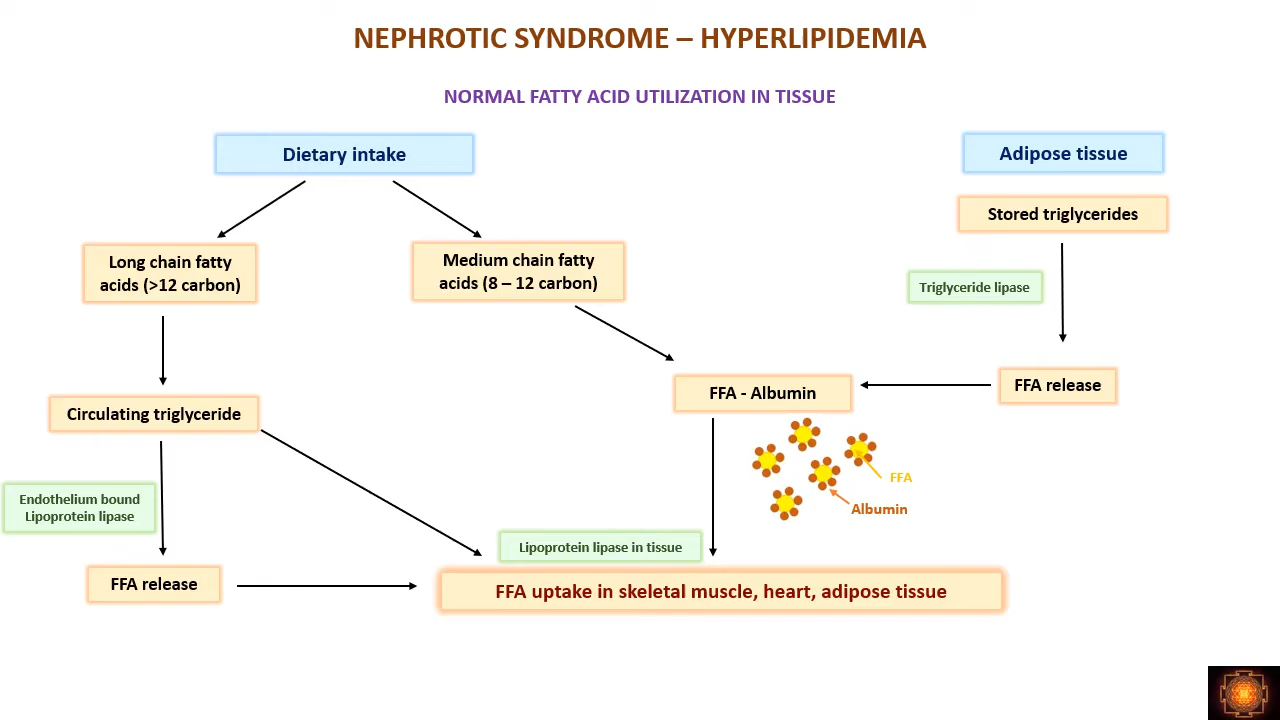 NEPHROTIC SYNDROME – HYPERLIPIDEMIA
NORMAL FATTY ACID UTILIZATION IN TISSUE
Dietary intake
Adipose tissue
Stored triglycerides
Long chain fatty
acids (>12 carbon)
Medium chain fatty
acids (8 – 12 carbon)
Triglyceride lipase
FFA - Albumin
FFA release
Circulating triglyceride
FFA
Albumin
Endothelium bound
Lipoprotein lipase
Lipoprotein lipase in tissue
FFA release
FFA uptake in skeletal muscle, heart, adipose tissue